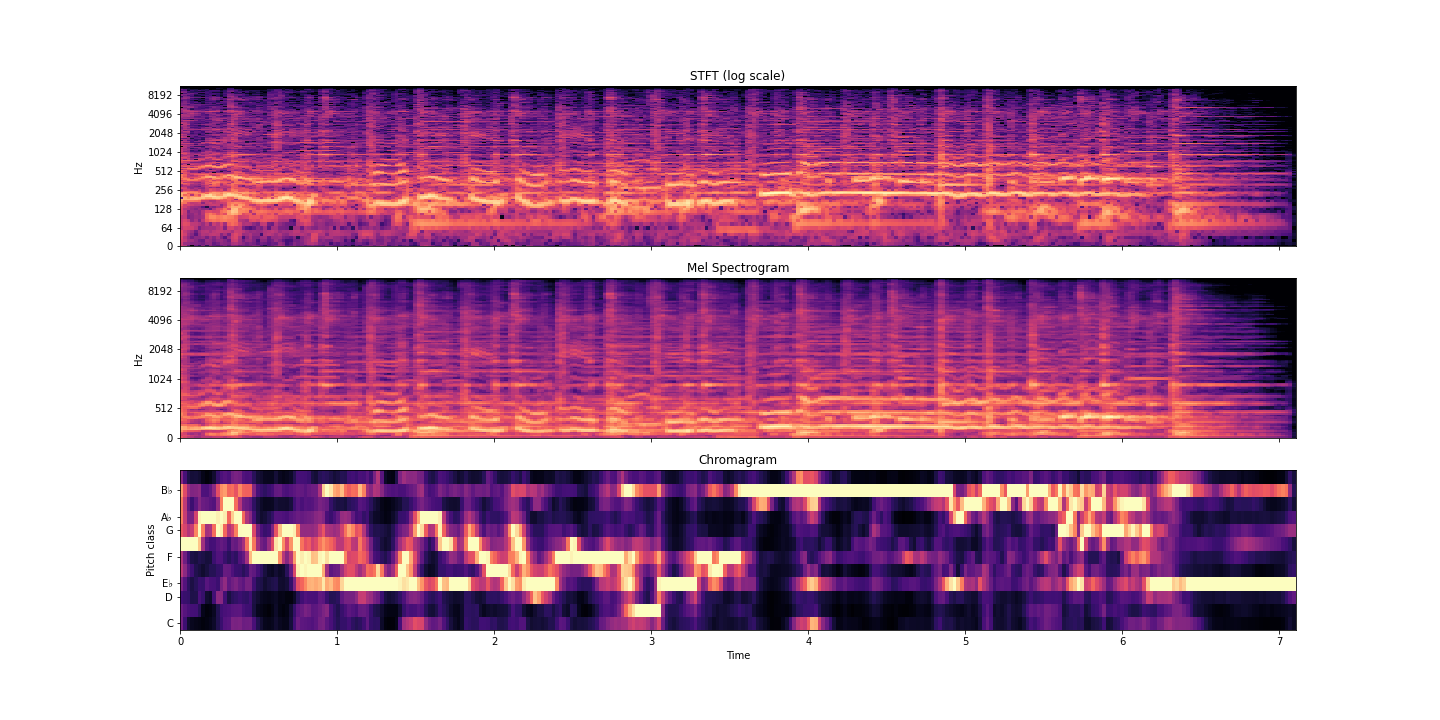 STFT (log scale)
8192
4096
2048
1024
512
256
128
64
0
Hz
Mel Spectrogram
8192
4096
2048
1024
512
0
Hz
Chromagram
B♭
A♭
G
F
E♭
D
C
Pitch class
0 1 2 3 4 5 6 7
Time